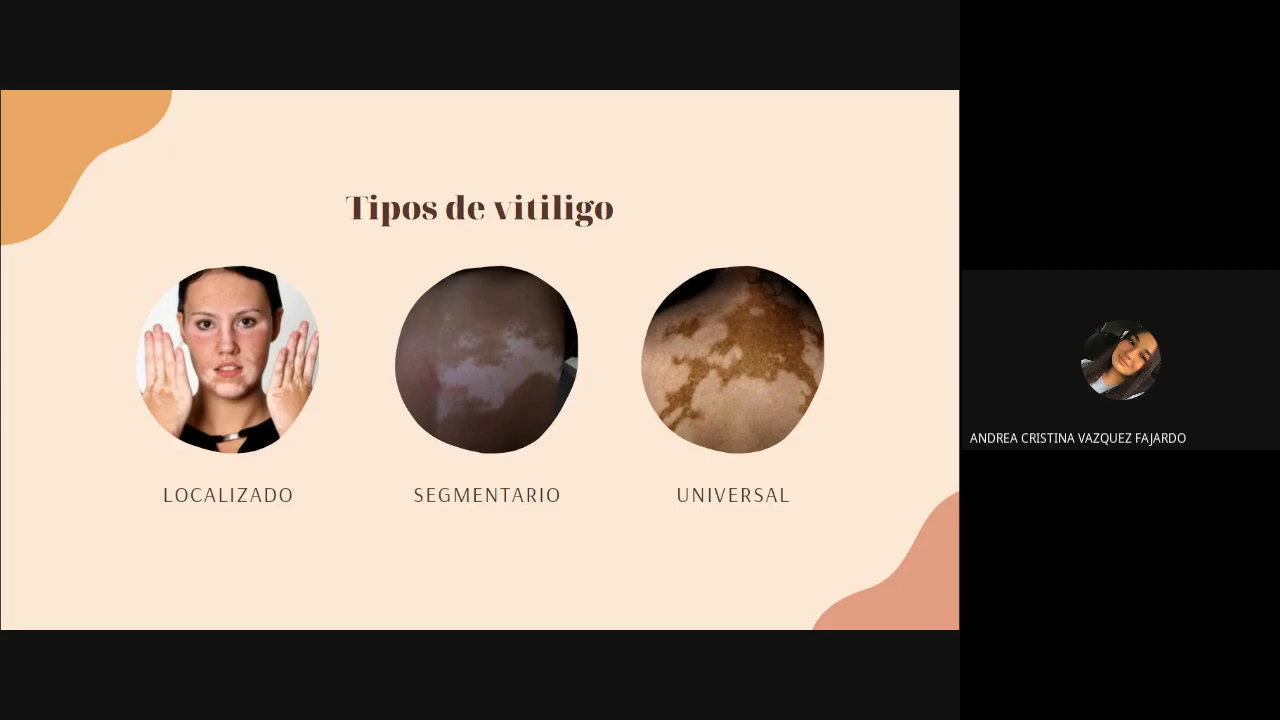 Tipos de vitiligo
LOCALIZADO
SEGMENTARIO
UNIVERSAL
ANDREA CRISTINA VAZQUEZ FAJARDO